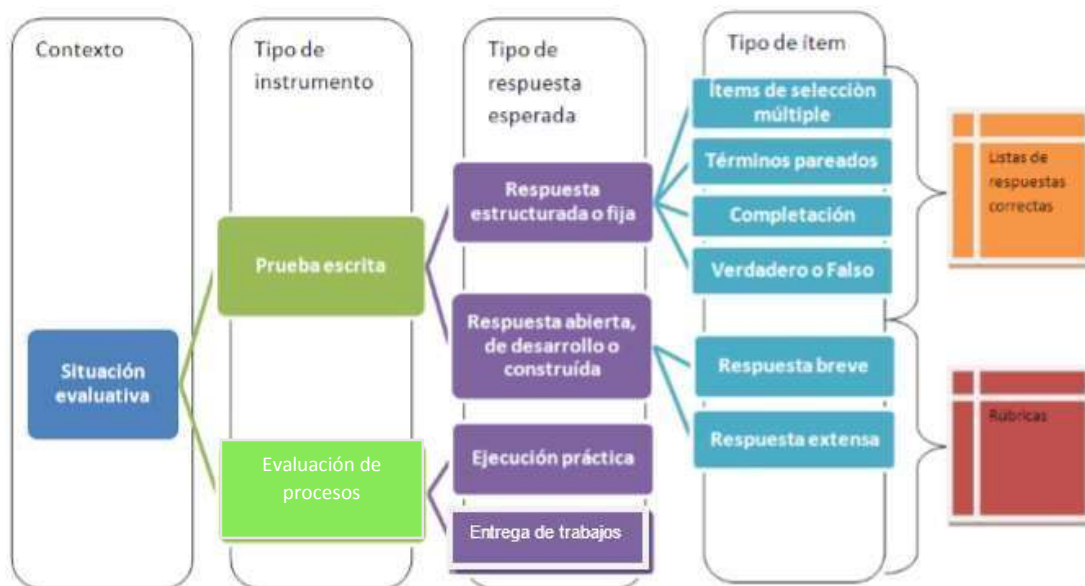 Contexto
Situación
evaluativa
Tipo de
instrumento
Prueba escrita
Evaluación de
procesos
Tipo de
respuesta
esperada
Respuesta
estructurada o fija
Respuesta abierta,
de desarrollo o
construída
Ejecución práctica
Entrega de trabajos
Tipo de ítem
Ítems de selecciòn
múltiple
Términos pareados
Completación
Verdadero o Falso
Respuesta breve
Respuesta extensa
Listas de
respuestas
correctas
Rúbricas